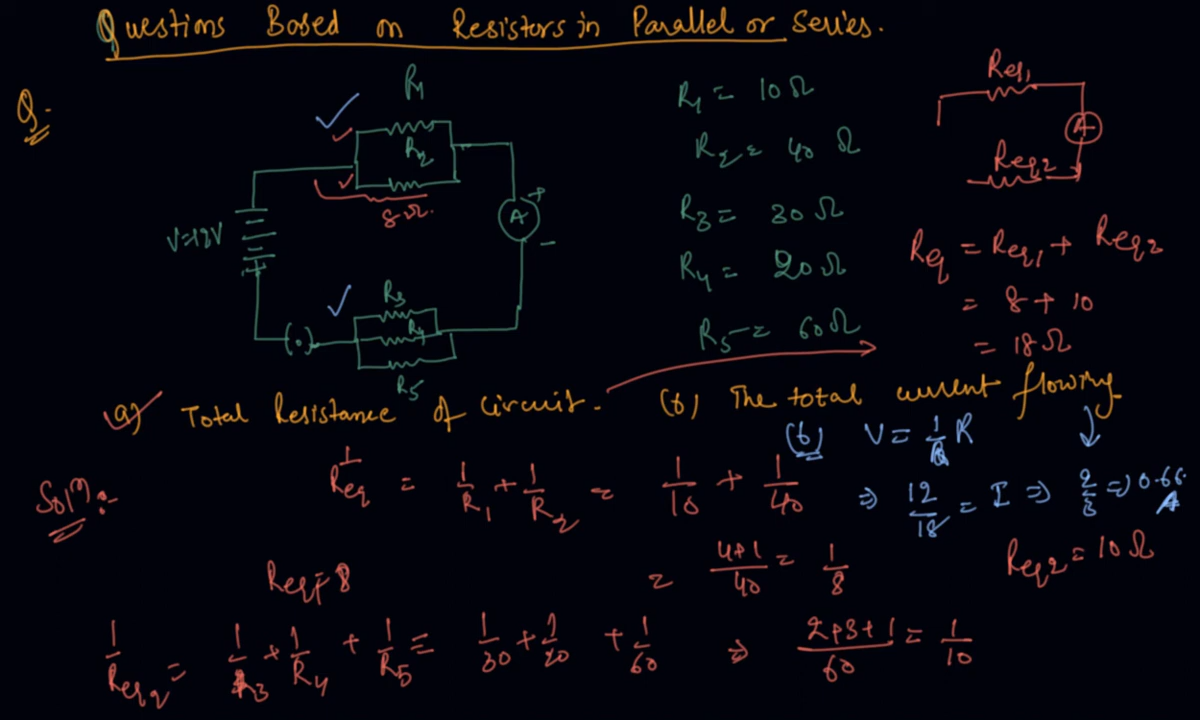 Questions Based on Resistors in Parallel or Series.
Q.
R1
R2
8Ω.
V=12V
A
+
-
R3
R4
R5
(.)
R1 = 10Ω
R2 = 40Ω
R3 = 30Ω
R4 = 20Ω
R5 = 60Ω
Req1
A
Req2
Req = Req1 + Req2
= 8 + 10
= 18Ω
(a) Total Resistance of Circuit. (b) The total current flowing
(b) V = I R
⇒ 12/18 = I ⇒ 2/3 ⇒ 0.66 A
Soln:-
1/Req = 1/R1 + 1/R2 = 1/10 + 1/40
= 4+1/40 = 1/8
Req1 = 8
Req2 = 10Ω
1/Req2 = 1/R3 + 1/R4 + 1/R5 = 1/30 + 1/20 + 1/60 ⇒ 2+3+1/60 = 1/10